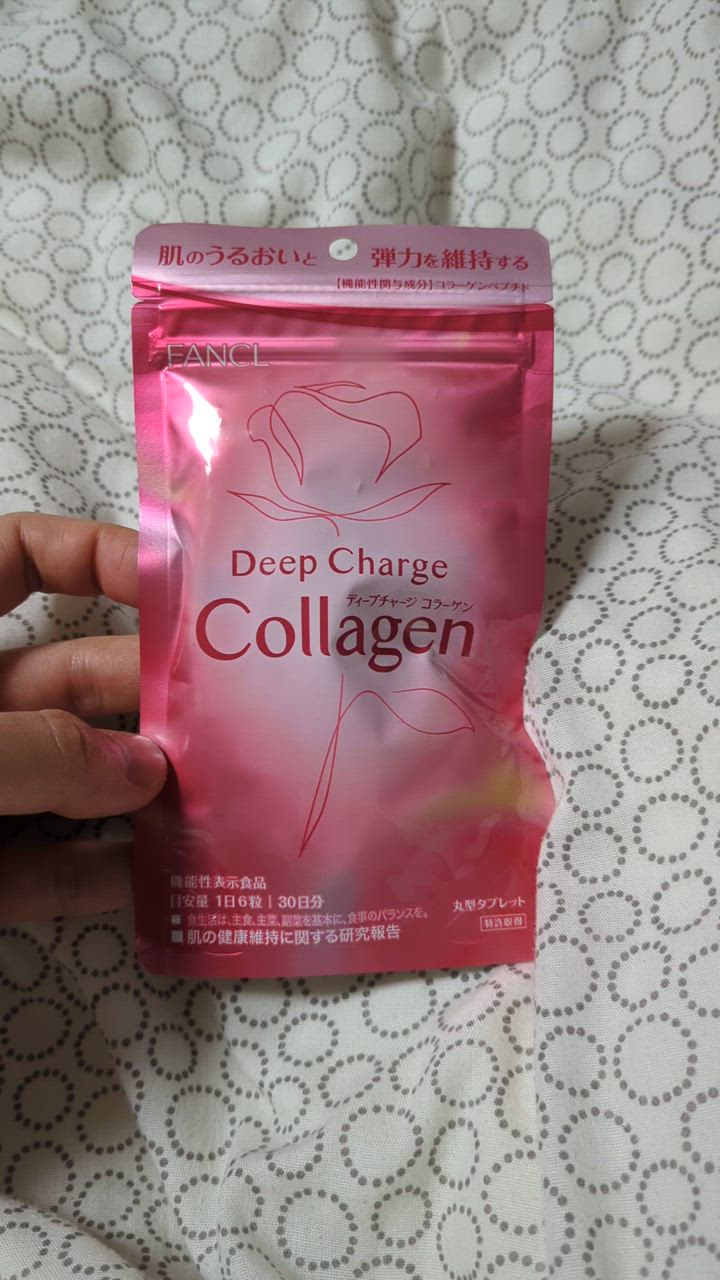 肌のうるおいと 弾力を維持する
【機能性関与成分】コラーゲンペプチド
FANCL
Deep Charge
ディープチャージ コラーゲン
Collagen
機能性表示食品
目安量 1日6粒 | 30日分
丸型タブレット
■ 食生活は、主食、主菜、副菜を基本に、食事のバランスを。
特許取得
■肌の健康維持に関する研究報告